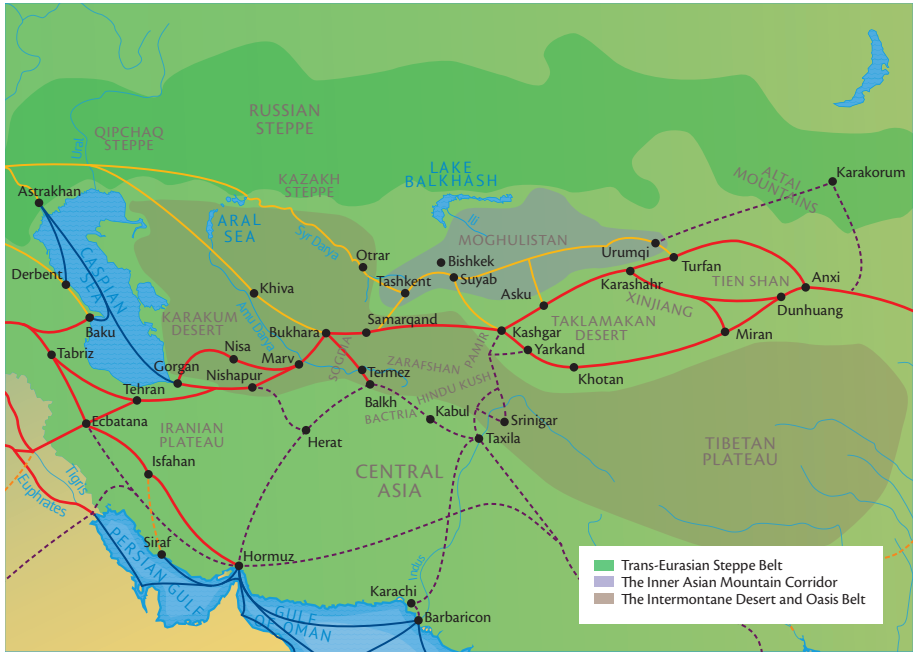 RUSSIAN
STEPPE
QIPCHAQ
STEPPE
Ural
KAZAKH
STEPPE
LAKE
BALKHASH
Ili
ALTAI
MOUNTAINS
Karakorum
Astrakhan
ARAL
SEA
Syr Darya
MOGHULISTAN
Urumqi
Otrar
Bishkek
Turfan
CASPIAN
SEA
Derbent
Khiva
Tashkent
Suyab
Karashahr
TIEN SHAN
Anxi
Asku
XINJIANG
Dunhuang
KARAKUM
DESERT
Amu Darya
Samarqand
Baku
Bukhara
Kashgar
TAKLAMAKAN
DESERT
Miran
Tabriz
Nisa
Marv
SOGDIA
ZARAFSHAN
PAMIR
Yarkand
Gorgan
Nishapur
Termez
Khotan
Tehran
Balkh
HINDU KUSH
BACTRIA
Kabul
Srinigar
Ecbatana
IRANIAN
PLATEAU
Herat
Taxila
TIBETAN
PLATEAU
Isfahan
CENTRAL
ASIA
Tigris
Euphrates
Siraf
Hormuz
PERSIAN GULF
Indus
Karachi
GULF
OF OMAN
Barbaricon
Trans-Eurasian Steppe Belt
The Inner Asian Mountain Corridor
The Intermontane Desert and Oasis Belt